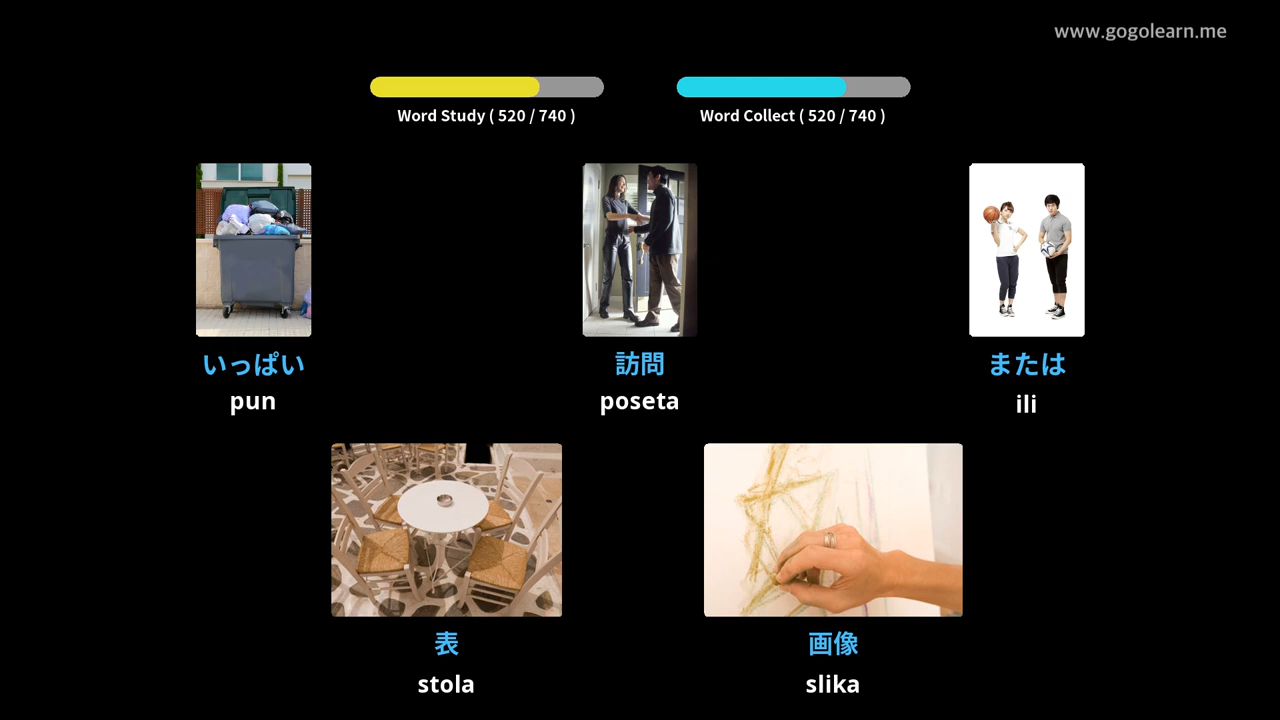 www.gogolearn.me
Word Study ( 520 / 740 )
Word Collect ( 520 / 740 )
いっぱい
pun
訪問
poseta
または
ili
表
stola
画像
slika